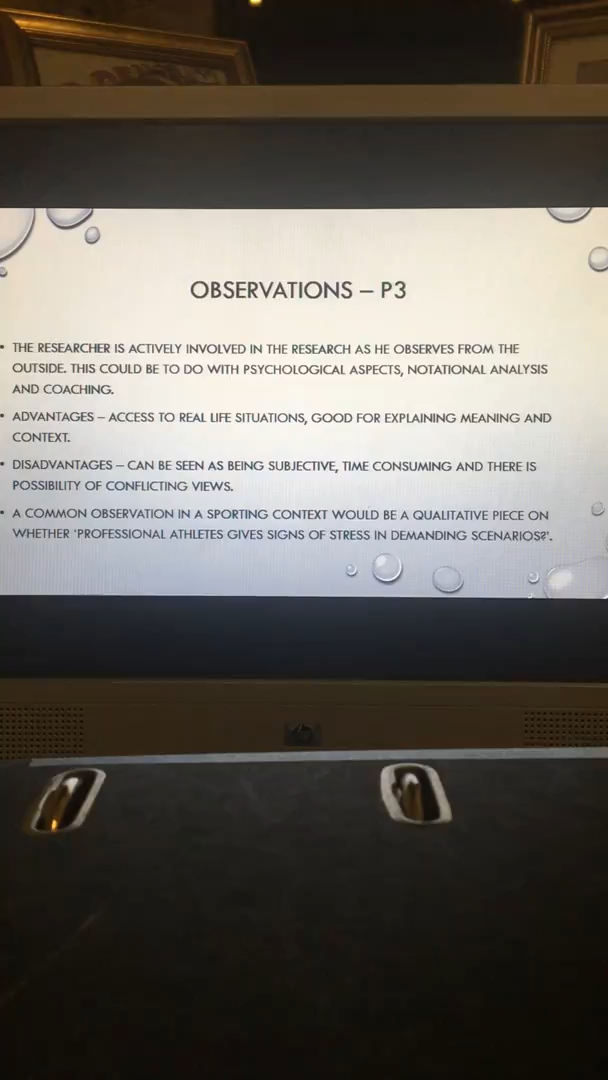 OBSERVATIONS – P3
• THE RESEARCHER IS ACTIVELY INVOLVED IN THE RESEARCH AS HE OBSERVES FROM THE
OUTSIDE. THIS COULD BE TO DO WITH PSYCHOLOGICAL ASPECTS, NOTATIONAL ANALYSIS
AND COACHING.
• ADVANTAGES – ACCESS TO REAL LIFE SITUATIONS, GOOD FOR EXPLAINING MEANING AND
CONTEXT.
• DISADVANTAGES – CAN BE SEEN AS BEING SUBJECTIVE, TIME CONSUMING AND THERE IS
POSSIBILITY OF CONFLICTING VIEWS.
• A COMMON OBSERVATION IN A SPORTING CONTEXT WOULD BE A QUALITATIVE PIECE ON
WHETHER 'PROFESSIONAL ATHLETES GIVES SIGNS OF STRESS IN DEMANDING SCENARIOS?'.
hp